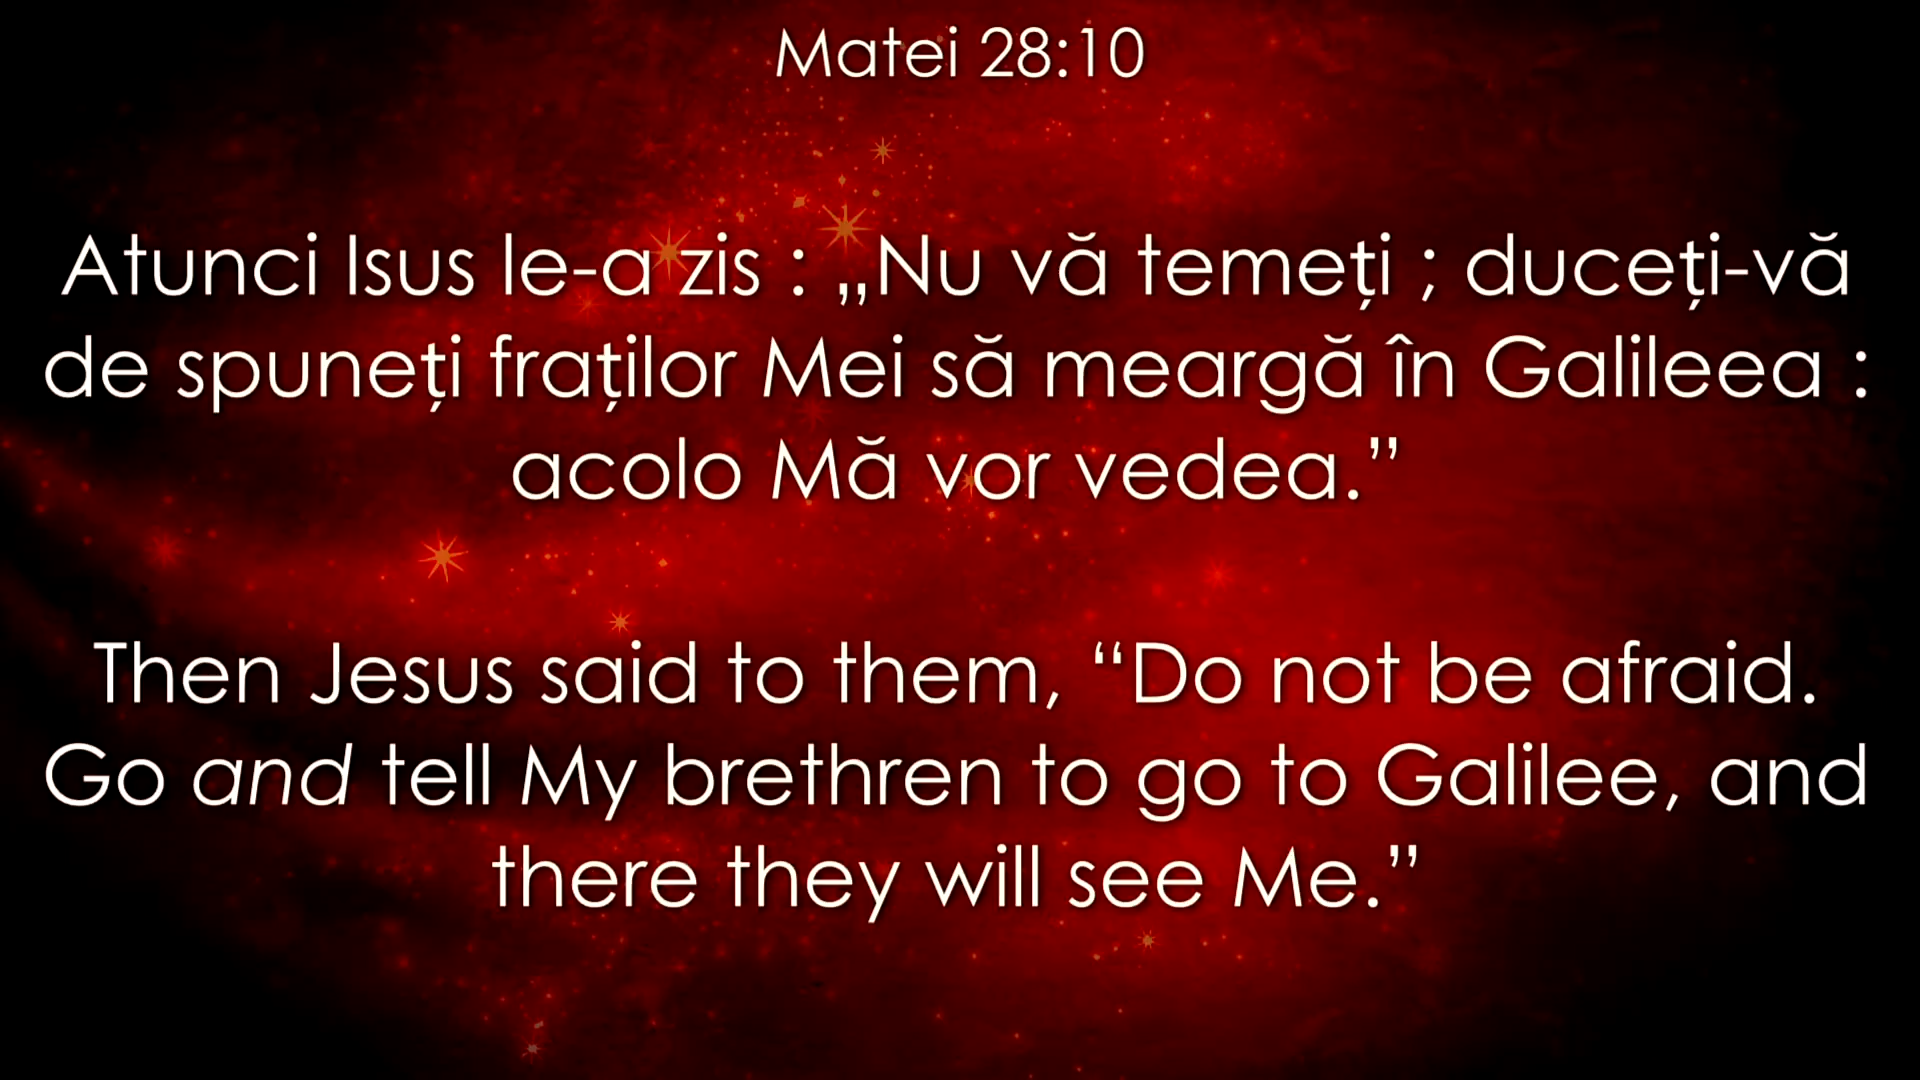 Matei 28:10
Atunci Isus le-a zis : „Nu vă temeți ; duceți-vă
de spuneți fraților Mei să meargă în Galileea :
acolo Mă vor vedea.”
Then Jesus said to them, “Do not be afraid.
Go and tell My brethren to go to Galilee, and
there they will see Me.”